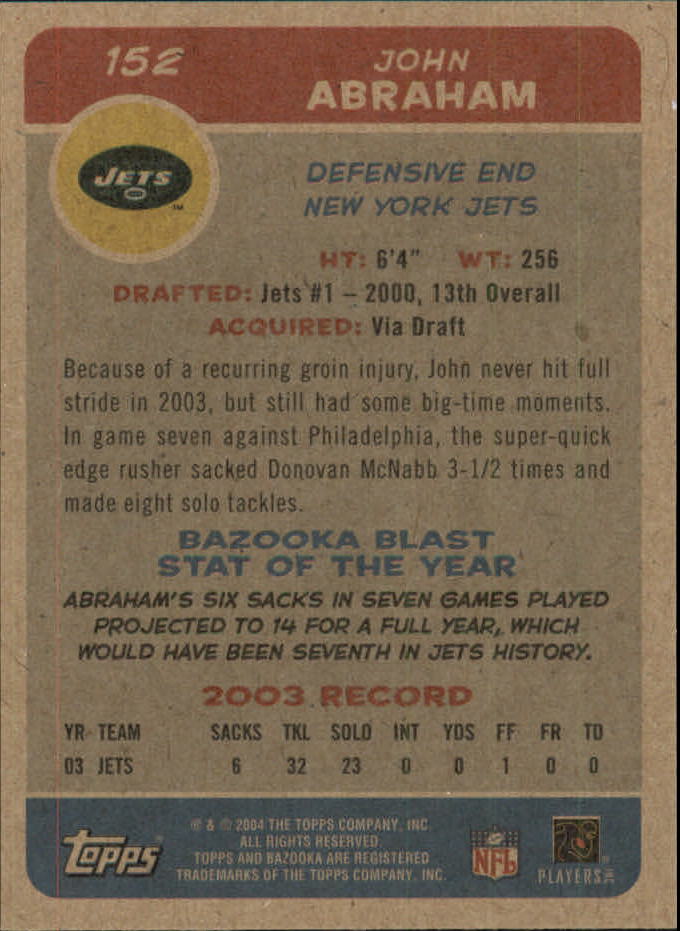 152
JOHN
ABRAHAM
JETS
TM
DEFENSIVE END
NEW YORK JETS
HT: 6'4" WT: 256
DRAFTED: Jets #1 – 2000, 13th Overall
ACQUIRED: Via Draft
Because of a recurring groin injury, John never hit full
stride in 2003, but still had some big-time moments.
In game seven against Philadelphia, the super-quick
edge rusher sacked Donovan McNabb 3-1/2 times and
made eight solo tackles.
BAZOOKA BLAST
STAT OF THE YEAR
ABRAHAM'S SIX SACKS IN SEVEN GAMES PLAYED
PROJECTED TO 14 FOR A FULL YEAR, WHICH
WOULD HAVE BEEN SEVENTH IN JETS HISTORY.
2003 RECORD
YR TEAM SACKS TKL SOLO INT YDS FF FR TD
03 JETS 6 32 23 0 0 1 0 0
topps
® & © 2004 THE TOPPS COMPANY, INC.
ALL RIGHTS RESERVED.
TOPPS AND BAZOOKA ARE REGISTERED
TRADEMARKS OF THE TOPPS COMPANY, INC.
NFL
PLAYERS INC